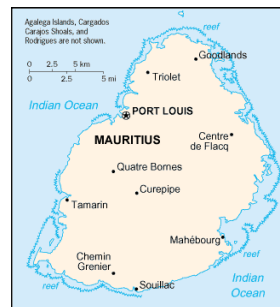 Agalega Islands, Cargados
Carajos Shoals, and
Rodrigues are not shown.
0 2.5 5 km
0 2.5 5 mi
reef
Goodlands
Triolet
Indian Ocean
PORT LOUIS
MAURITIUS
Centre
de Flacq
Quatre Bornes
Curepipe
Tamarin
Mahébourg
Chemin
Grenier
reef
Souillac
reef
Indian
Ocean